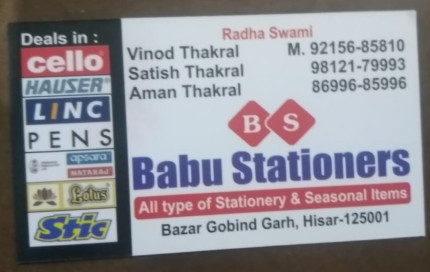 Deals in :
cello
HAUSER
LINC
PENS
apsara
NATARAJ
Lotus
Stic
Radha Swami
Vinod Thakral M. 92156-85810
Satish Thakral 98121-79993
Aman Thakral 86996-85996
B S
Babu Stationers
All type of Stationery & Seasonal Items
Bazar Gobind Garh, Hisar-125001